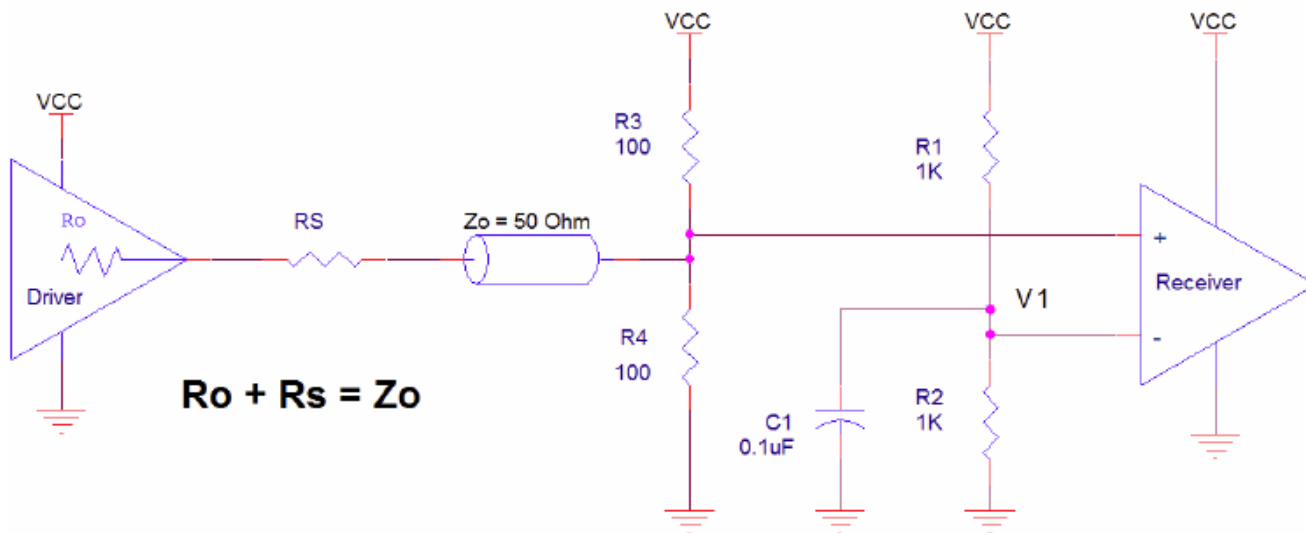 VCC
VCC
VCC
VCC
R3
100
R1
1K
Ro
RS
Zo = 50 Ohm
+
Driver
Receiver
V1
-
R4
100
Ro + Rs = Zo
R2
1K
C1
0.1uF